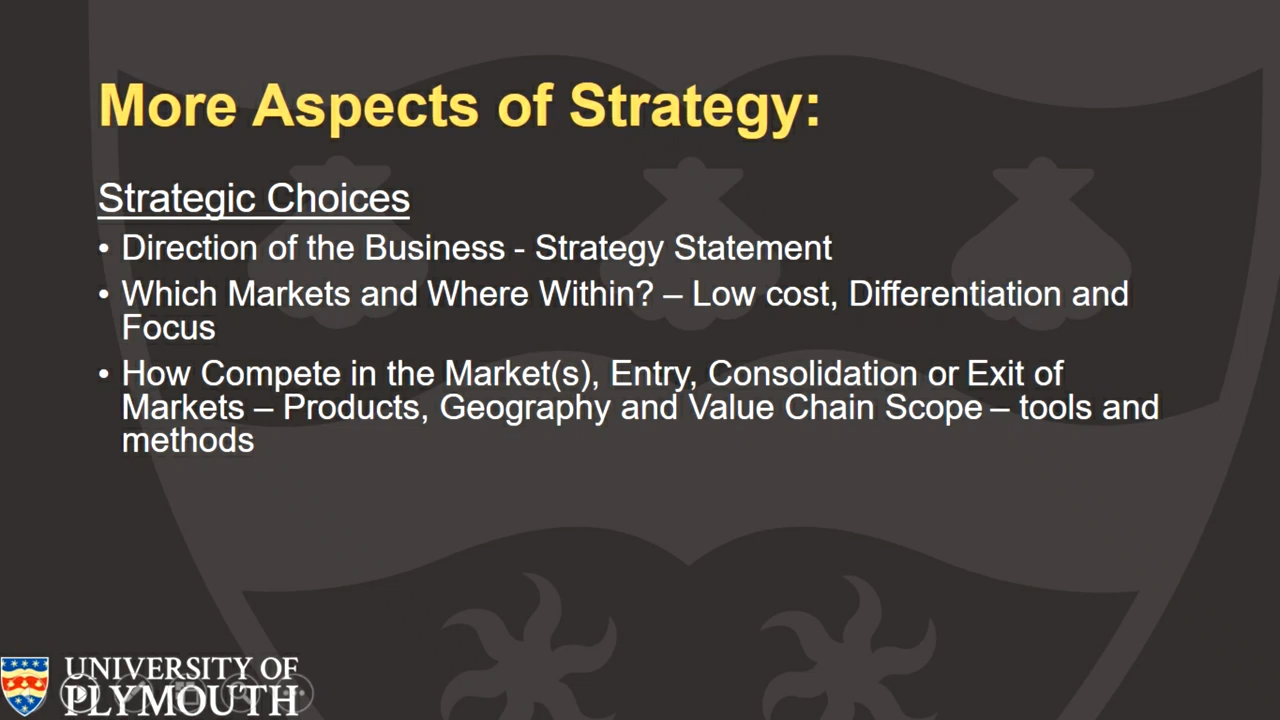 More Aspects of Strategy:
Strategic Choices
• Direction of the Business - Strategy Statement
• Which Markets and Where Within? – Low cost, Differentiation and
Focus
• How Compete in the Market(s), Entry, Consolidation or Exit of
Markets – Products, Geography and Value Chain Scope – tools and
methods
UNIVERSITY OF
PLYMOUTH